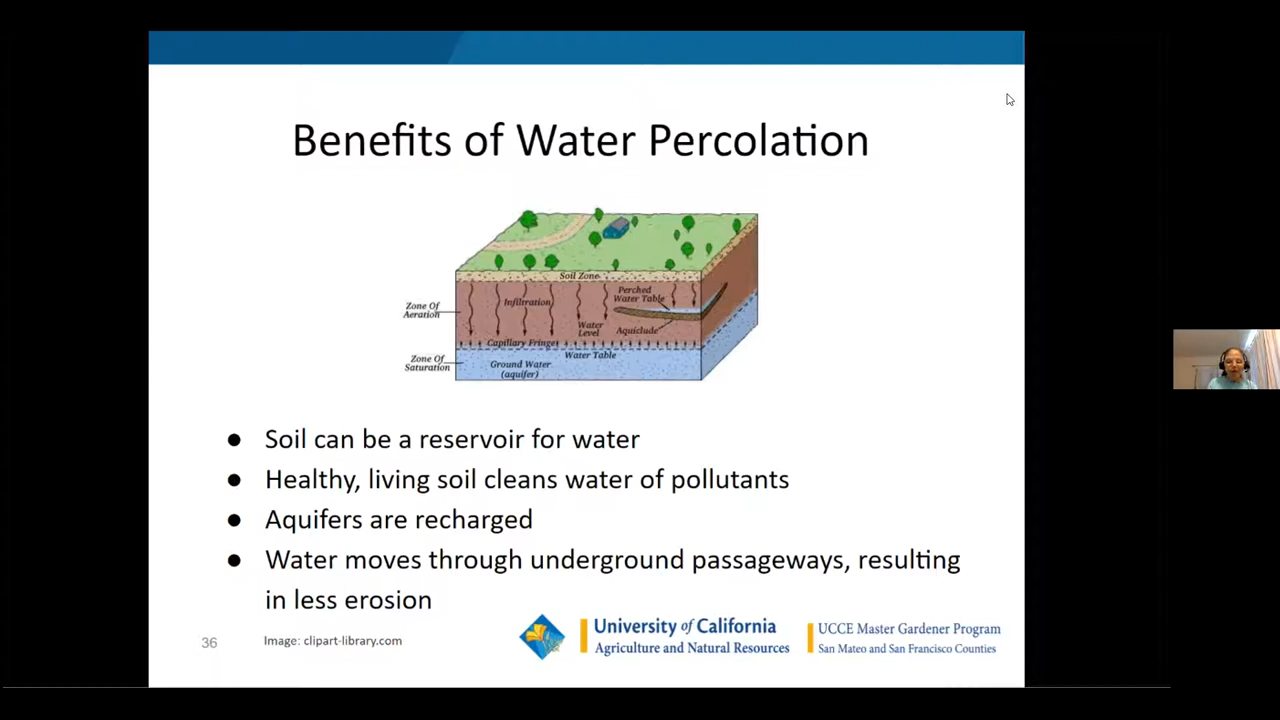 Benefits of Water Percolation
Soil Zone
Zone Of
Aeration
Infiltration
Perched
Water Table
Water
Level
Aquiclude
Capillary Fringe
Water Table
Zone Of
Saturation
Ground Water
(aquifer)
● Soil can be a reservoir for water
● Healthy, living soil cleans water of pollutants
● Aquifers are recharged
● Water moves through underground passageways, resulting
in less erosion
36
Image: clipart-library.com
University of California
Agriculture and Natural Resources
UCCE Master Gardener Program
San Mateo and San Francisco Counties